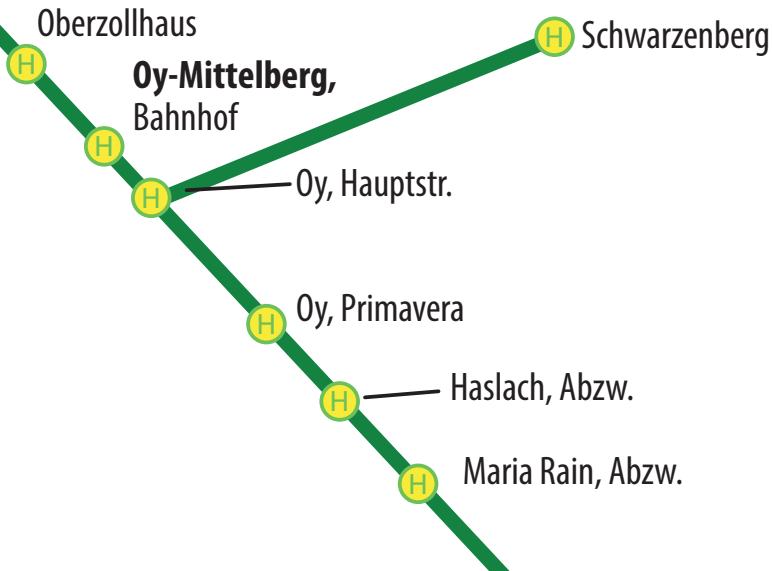 Oberzollhaus
H
Schwarzenberg
H
Oy-Mittelberg,
Bahnhof
H
H
Oy, Hauptstr.
H
Oy, Primavera
H
Haslach, Abzw.
H
Maria Rain, Abzw.